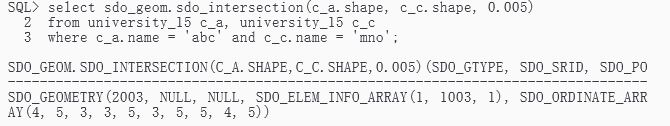 SQL> select sdo_geom.sdo_intersection(c_a.shape, c_c.shape, 0.005)
2 from university_15 c_a, university_15 c_c
3 where c_a.name = 'abc' and c_c.name = 'mno';
SDO_GEOM.SDO_INTERSECTION(C_A.SHAPE,C_C.SHAPE,0.005)(SDO_GTYPE, SDO_SRID, SDO_PO
--------------------------------------------------------------------------------
SDO_GEOMETRY(2003, NULL, NULL, SDO_ELEM_INFO_ARRAY(1, 1003, 1), SDO_ORDINATE_ARR
AY(4, 5, 3, 3, 5, 3, 5, 5, 4, 5))